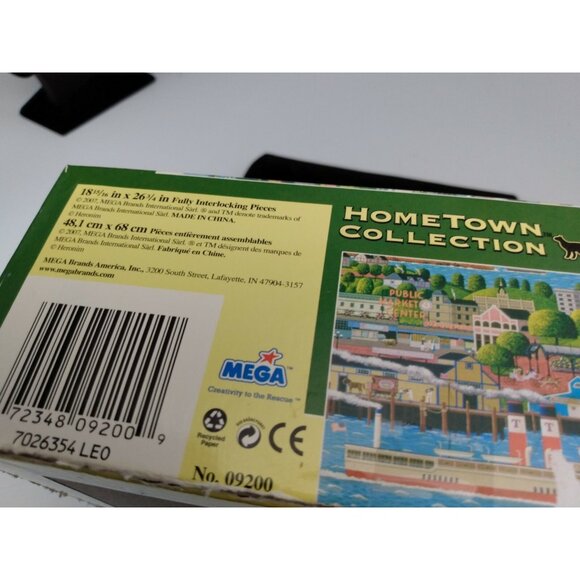 18 15/16 in x 26 3/4 in Fully Interlocking Pieces
© 2007, MEGA Brands International Sàrl. ® and TM denote trademarks of
MEGA Brands International Sàrl. MADE IN CHINA.
© Heronim
48,1 cm x 68 cm Pièces entièrement assemblables
© 2007, MEGA Brands International Sàrl. ® et TM désignent des marques de
MEGA Brands International Sàrl. Fabriqué en Chine.
© Heronim
MEGA Brands America, Inc., 3200 South Street, Lafayette, IN 47904-3157
www.megabrands.com
72348 09200 9
7026354 LEO
MEGA™
Creativity to the Rescue™
Recycled
Paper
CE
No. 09200
HOMETOWN™
COLLECTION
PUBLIC
MARKET
CENTER
T
T